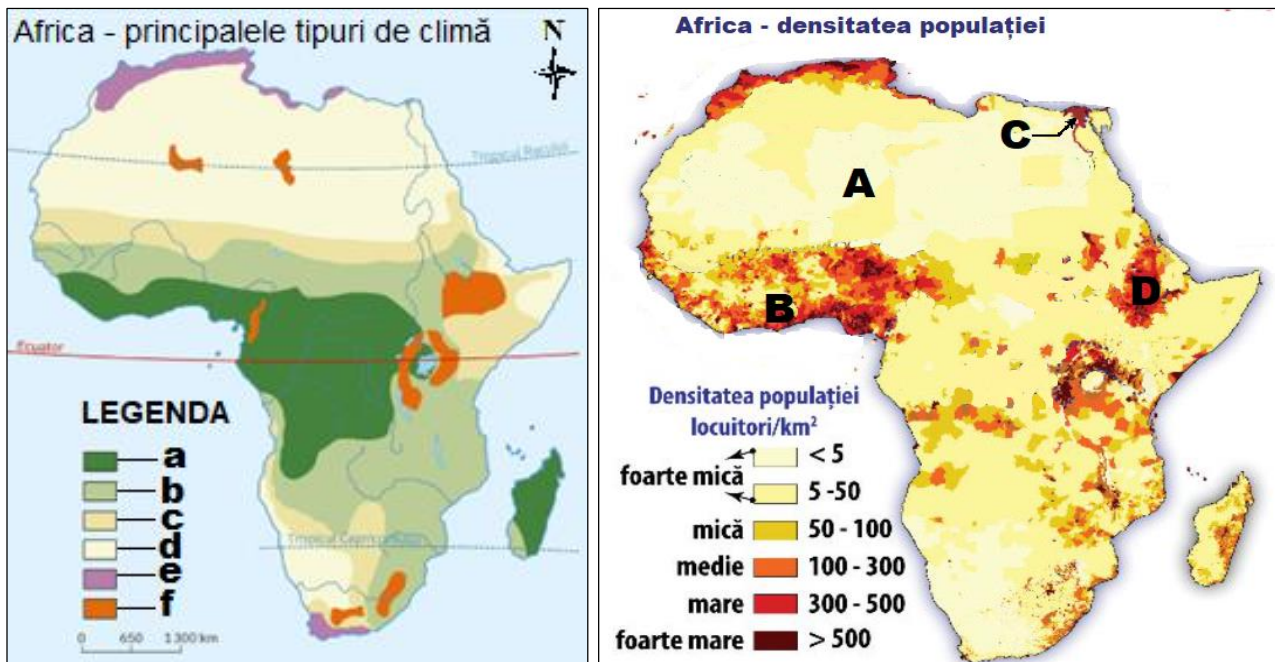 Africa - principalele tipuri de climă
N
Tropicul Racului
Ecuator
LEGENDA
a
b
c
d
e
f
Tropicul Capricornului
0 650 1 300 km
Africa - densitatea populației
C
A
B
D
Densitatea populației
locuitori/km²
foarte mică
< 5
5 -50
mică 50 - 100
medie 100 - 300
mare 300 - 500
foarte mare > 500